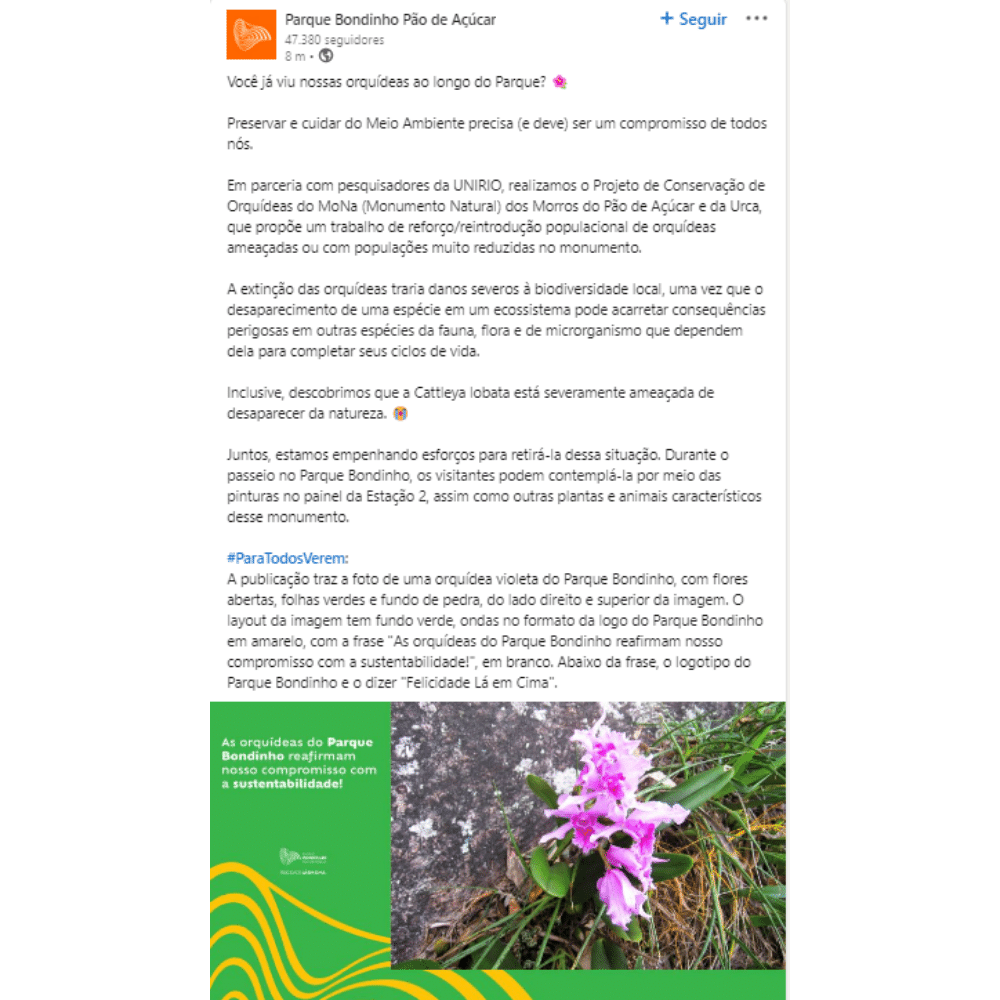 Parque Bondinho Pão de Açúcar
+ Seguir
47.380 seguidores
8 m •
Você já viu nossas orquídeas ao longo do Parque? 🌺
Preservar e cuidar do Meio Ambiente precisa (e deve) ser um compromisso de todos
nós.
Em parceria com pesquisadores da UNIRIO, realizamos o Projeto de Conservação de
Orquídeas do MoNa (Monumento Natural) dos Morros do Pão de Açúcar e da Urca,
que propõe um trabalho de reforço/reintrodução populacional de orquídeas
ameaçadas ou com populações muito reduzidas no monumento.
A extinção das orquídeas traria danos severos à biodiversidade local, uma vez que o
desaparecimento de uma espécie em um ecossistema pode acarretar consequências
perigosas em outras espécies da fauna, flora e de microrganismo que dependem
dela para completar seus ciclos de vida.
Inclusive, descobrimos que a Cattleya lobata está severamente ameaçada de
desaparecer da natureza.
Juntos, estamos empenhando esforços para retirá-la dessa situação. Durante o
passeio no Parque Bondinho, os visitantes podem contemplá-la por meio das
pinturas no painel da Estação 2, assim como outras plantas e animais característicos
desse monumento.
#ParaTodosVerem:
A publicação traz a foto de uma orquídea violeta do Parque Bondinho, com flores
abertas, folhas verdes e fundo de pedra, do lado direito e superior da imagem. O
layout da imagem tem fundo verde, ondas no formato da logo do Parque Bondinho
em amarelo, com a frase "As orquídeas do Parque Bondinho reafirmam nosso
compromisso com a sustentabilidade!", em branco. Abaixo da frase, o logotipo do
Parque Bondinho e o dizer "Felicidade Lá em Cima".
As orquídeas do Parque
Bondinho reafirmam
nosso compromisso com
a sustentabilidade!